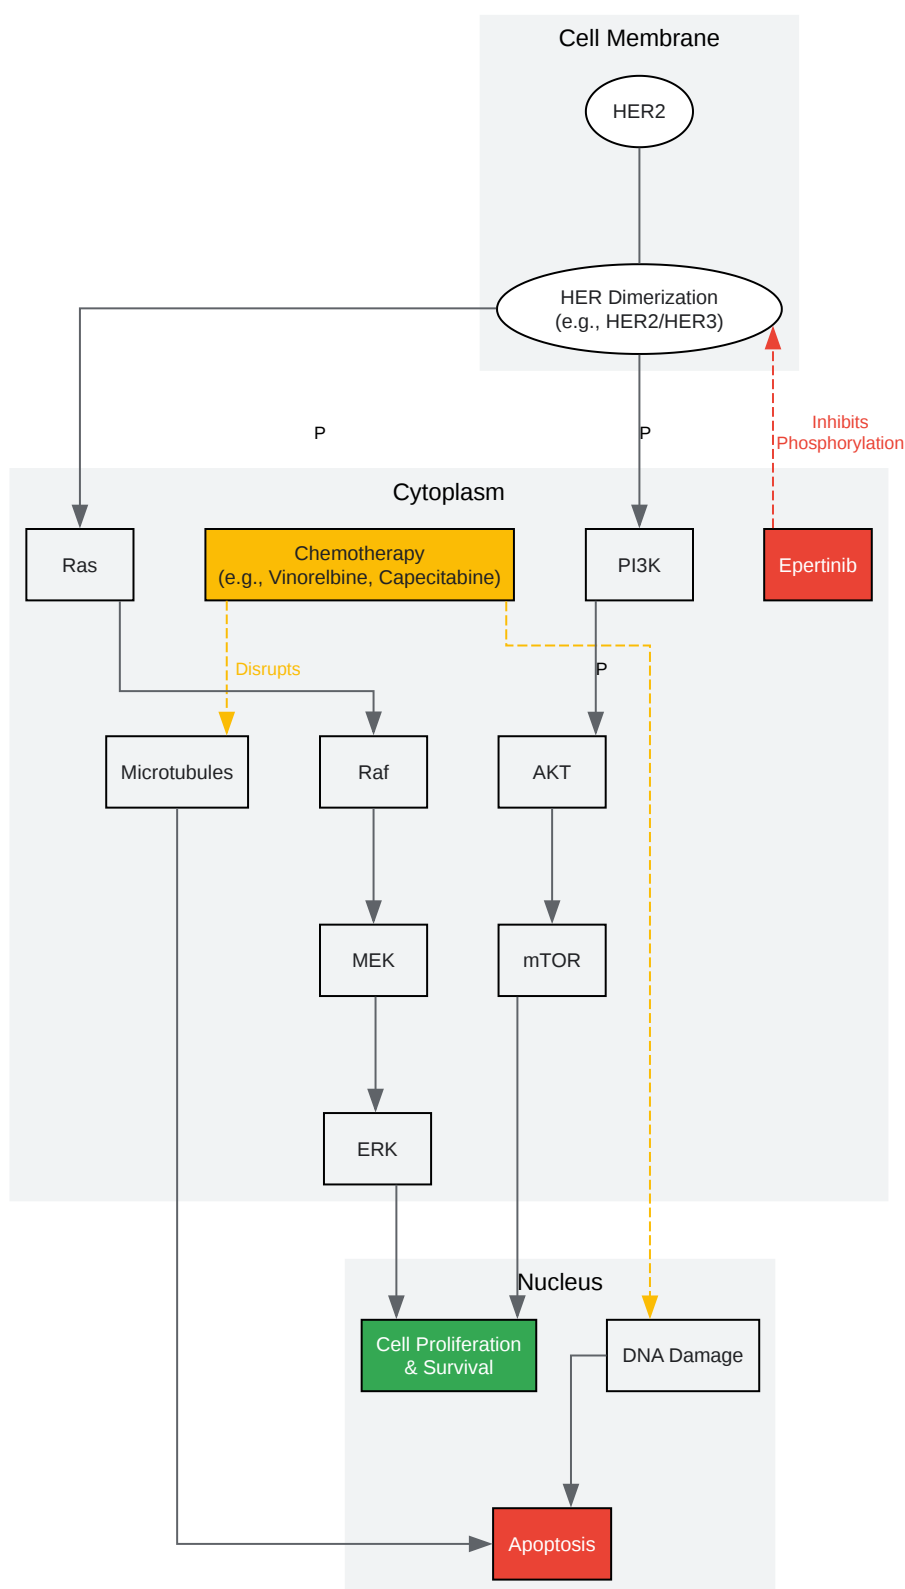 Cell Membrane
HER2
HER Dimerization
(e.g., HER2/HER3)
P
P
Inhibits
Phosphorylation
Cytoplasm
Ras
Chemotherapy
(e.g., Vinorelbine, Capecitabine)
PI3K
Epertinib
Disrupts
P
Microtubules
Raf
AKT
MEK
mTOR
ERK
Nucleus
Cell Proliferation
& Survival
DNA Damage
Apoptosis